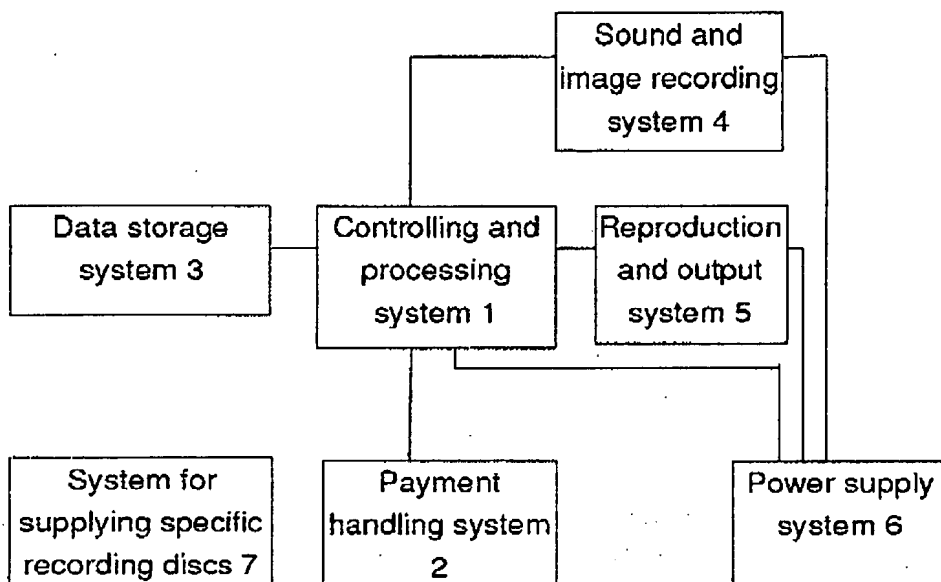 Sound and
image recording
system 4
Data storage
system 3
Controlling and
processing
system 1
Reproduction
and output
system 5
System for
supplying specific
recording discs 7
Payment
handling system
2
Power supply
system 6